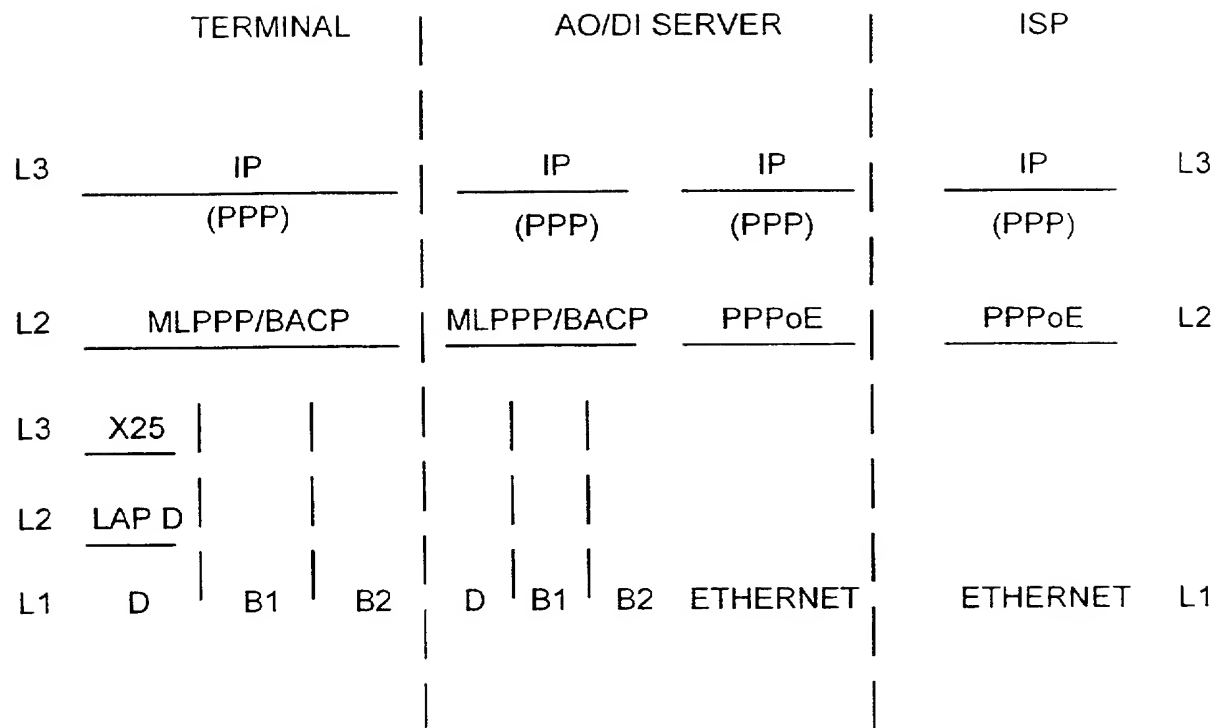 TERMINAL AO/DI SERVER ISP
L3 IP IP IP IP L3
(PPP) (PPP) (PPP) (PPP)
L2 MLPPP/BACP MLPPP/BACP PPPoE PPPoE L2
L3 X25
L2 LAP D
L1 D B1 B2 D B1 B2 ETHERNET ETHERNET L1